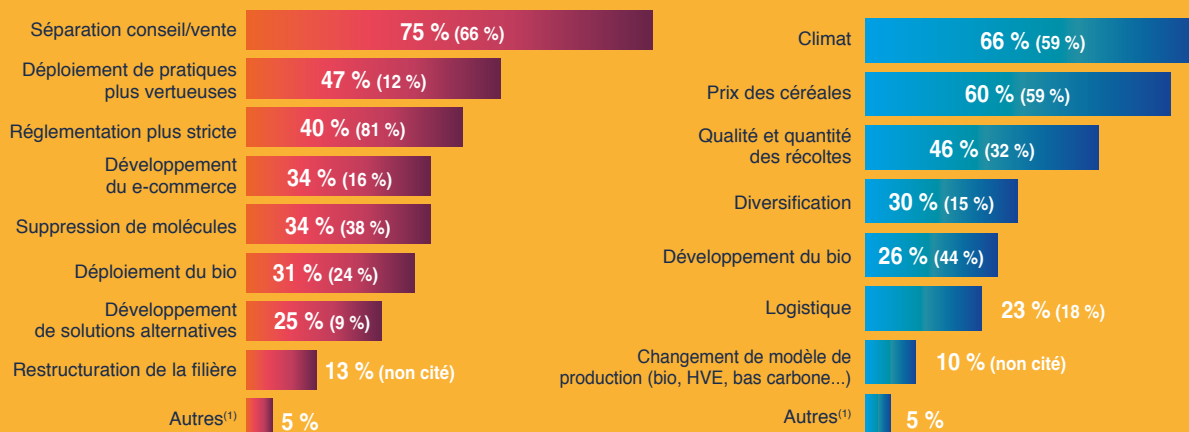 Séparation conseil/vente
75 % (66 %)
Déploiement de pratiques
plus vertueuses
47 % (12 %)
Réglementation plus stricte
40 % (81 %)
Développement
du e-commerce
34 % (16 %)
Suppression de molécules
34 % (38 %)
Déploiement du bio
31 % (24 %)
Développement
de solutions alternatives
25 % (9 %)
Restructuration de la filière
13 % (non cité)
Autres(1)
5 %
Climat
66 % (59 %)
Prix des céréales
60 % (59 %)
Qualité et quantité
des récoltes
46 % (32 %)
Diversification
30 % (15 %)
Développement du bio
26 % (44 %)
Logistique
23 % (18 %)
Changement de modèle de
production (bio, HVE, bas carbone...)
10 % (non cité)
Autres(1)
5 %